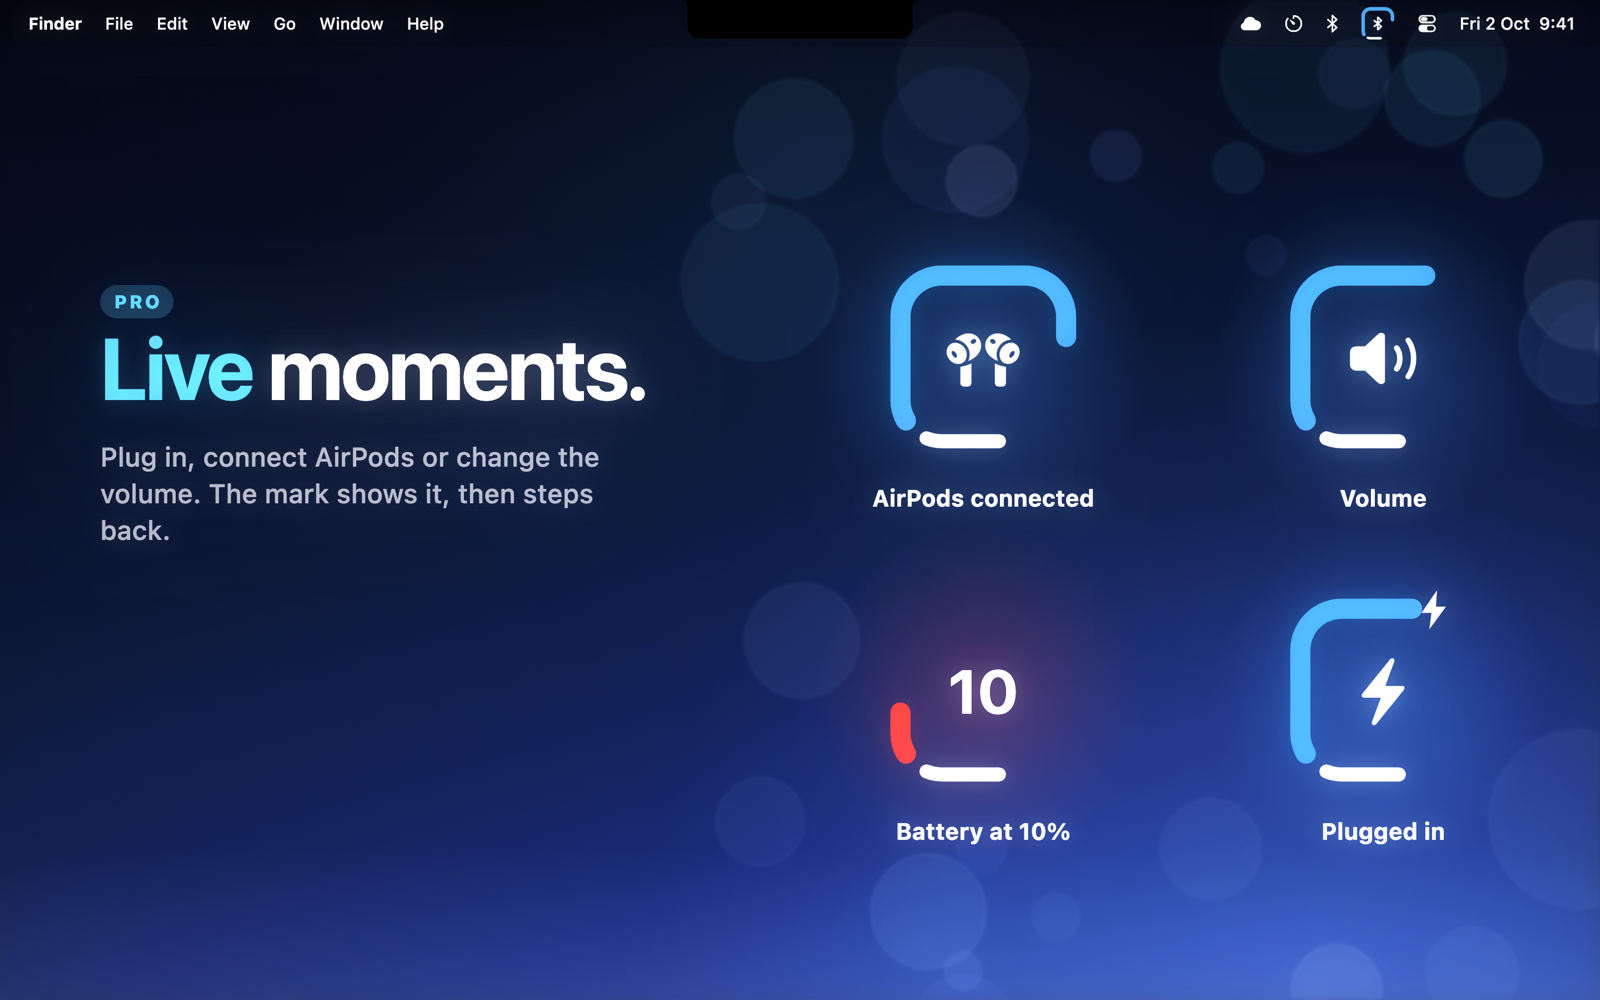 Finder File Edit View Go Window Help Fri 2 Oct 9:41
PRO
Live moments.
Plug in, connect AirPods or change the
volume. The mark shows it, then steps
back.
AirPods connected
Volume
10
Battery at 10%
Plugged in